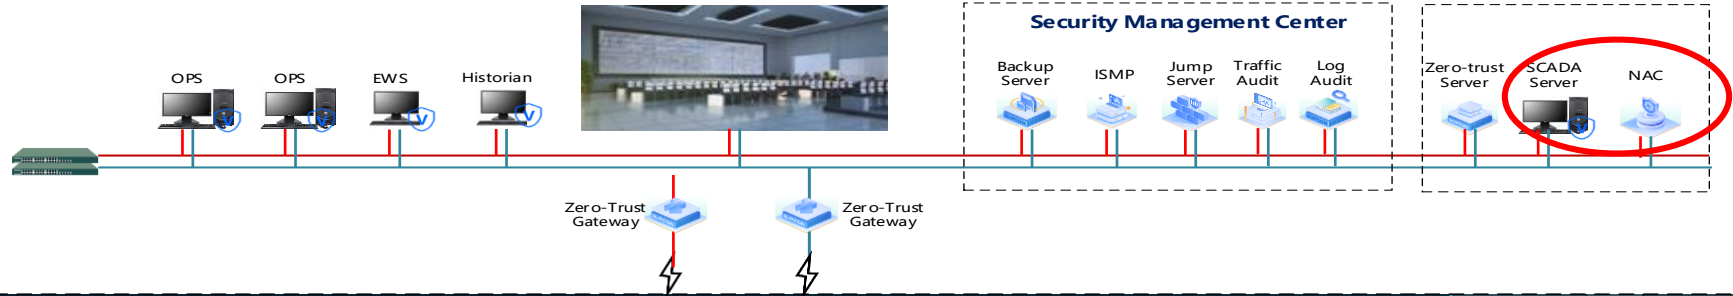 Security Management Center
OPS
OPS
EWS
Historian
Backup
Server
ISMP
Jump
Server
Traffic
Audit
Log
Audit
Zero-trust
Server
SCADA
Server
NAC
V
V
V
V
V
Zero-Trust
Gateway
Zero-Trust
Gateway